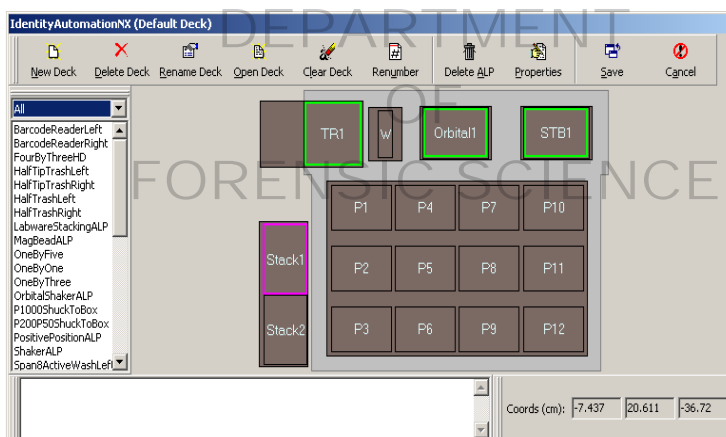 IdentityAutomationNX (Default Deck)
DEPARTMENT
New Deck Delete Deck Rename Deck Open Deck Clear Deck Renumber Delete ALP Properties Save Cancel
OF
All
BarcodeReaderLeft
BarcodeReaderRight
FourByThreeHD
HalfTipTrashLeft
HalfTipTrashRight
HalfTrashLeft
HalfTrashRight
LabwareStackingALP
MagBeadALP
OneByFive
OneByOne
OneByThree
OrbitalShakerALP
P1000ShuckToBox
P200P50ShuckToBox
PositivePositionALP
ShakerALP
Span8ActiveWashLeft
TR1 W Orbital1 STB1
FORENSIC SCIENCE
P1 P4 P7 P10
Stack1 P2 P5 P8 P11
Stack2 P3 P6 P9 P12
Coords (cm): -7.437 20.611 -36.72